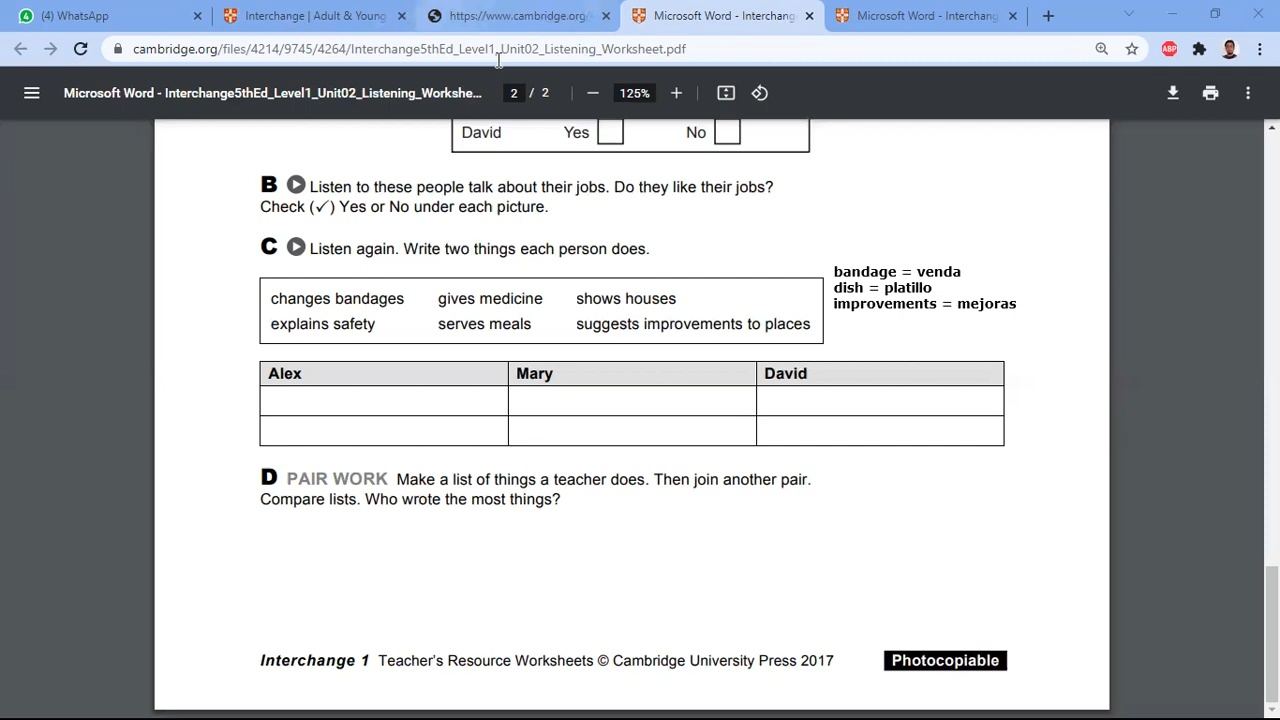 (4) WhatsApp
Interchange | Adult & Young
https://www.cambridge.org/
Microsoft Word - Interchang
Microsoft Word - Interchang
cambridge.org/files/4214/9745/4264/Interchange5thEd_Level1_Unit02_Listening_Worksheet.pdf
ABP
Microsoft Word - Interchange5thEd_Level1_Unit02_Listening_Workshe...
2 / 2
125%
David Yes No
B Listen to these people talk about their jobs. Do they like their jobs?
Check (✓) Yes or No under each picture.
C Listen again. Write two things each person does.
changes bandages gives medicine shows houses
explains safety serves meals suggests improvements to places
bandage = venda
dish = platillo
improvements = mejoras
Alex Mary David
D PAIR WORK Make a list of things a teacher does. Then join another pair.
Compare lists. Who wrote the most things?
Interchange 1 Teacher's Resource Worksheets © Cambridge University Press 2017 Photocopiable